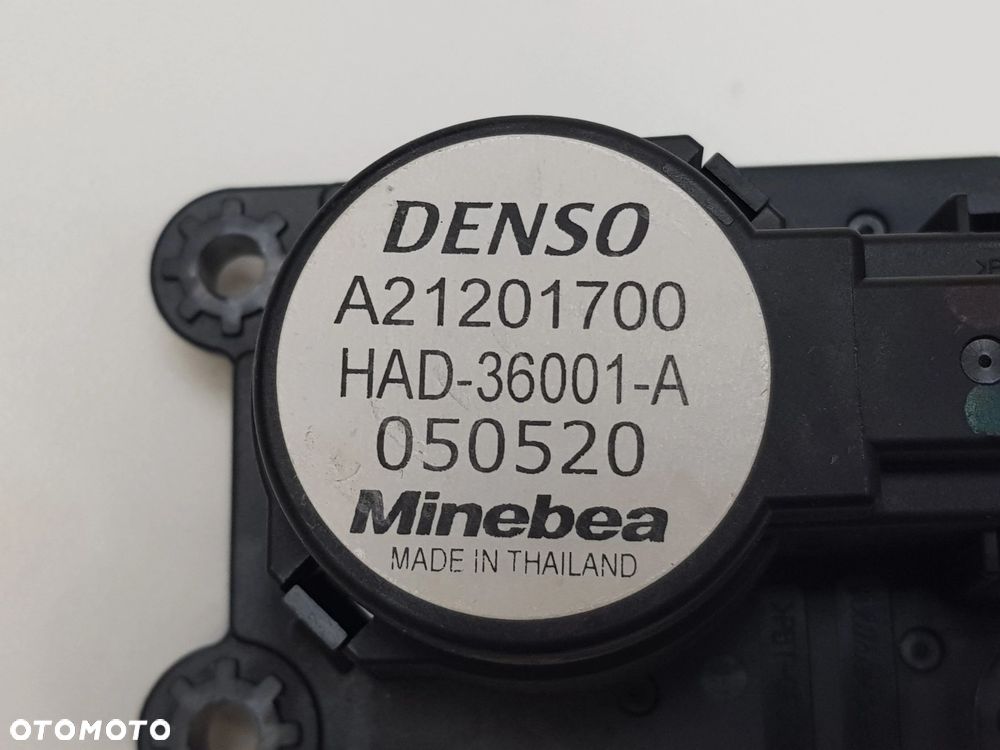 DENSO
A21201700
HAD-36001-A
050520
Minebea
MADE IN THAILAND
OTOMOTO